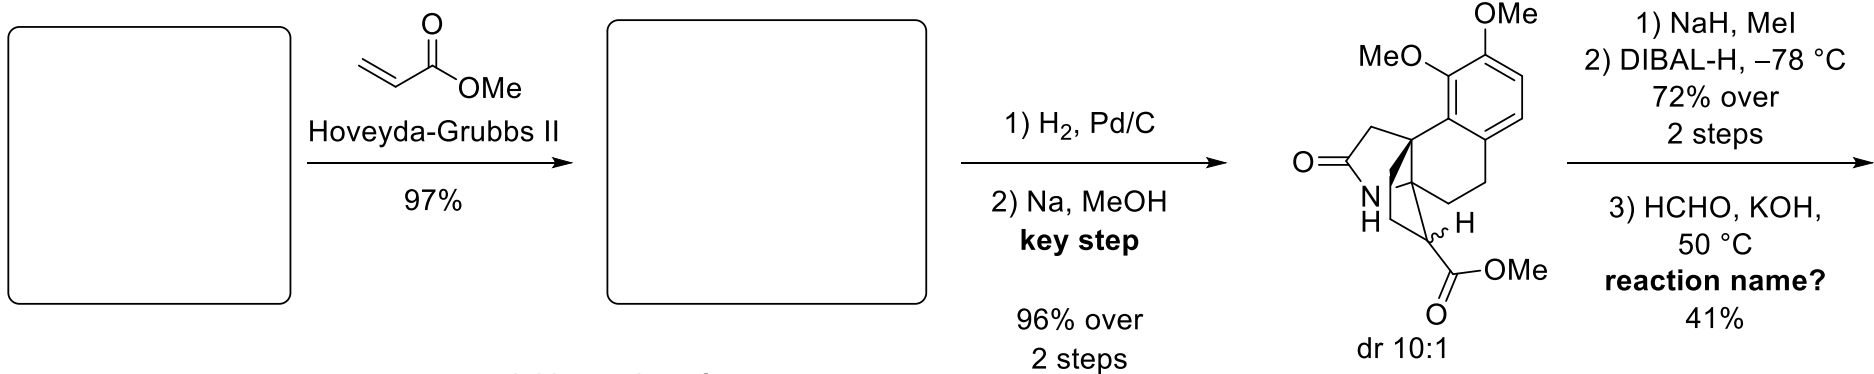 O
OMe
Hoveyda-Grubbs II
97%
1) H2, Pd/C
2) Na, MeOH
key step
96% over
2 steps
OMe
MeO
O
N
H
H
OMe
O
dr 10:1
1) NaH, MeI
2) DIBAL-H, –78 °C
72% over
2 steps
3) HCHO, KOH,
50 °C
reaction name?
41%